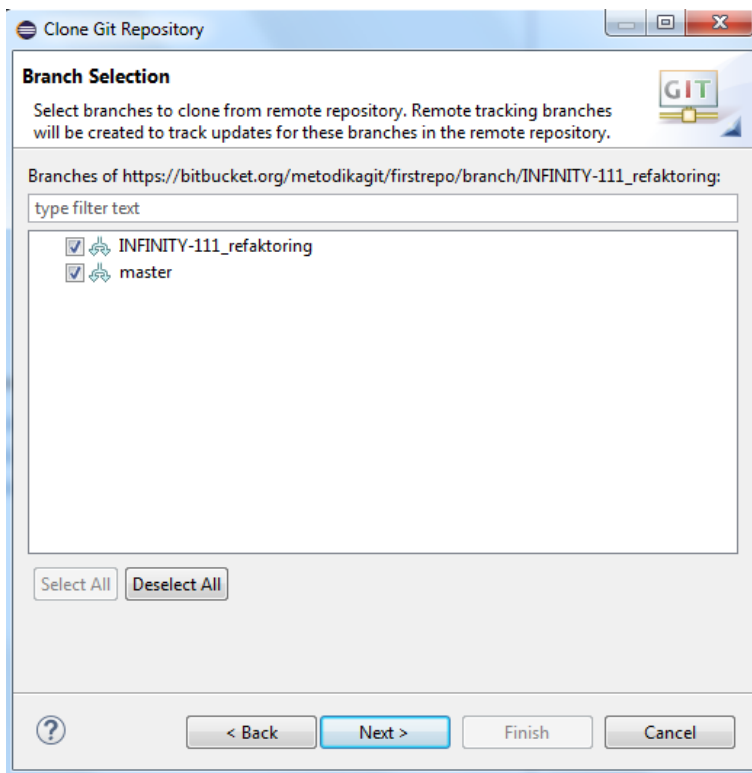 Clone Git Repository
Branch Selection
Select branches to clone from remote repository. Remote tracking branches
will be created to track updates for these branches in the remote repository.
GIT
Branches of https://bitbucket.org/metodikagit/firstrepo/branch/INFINITY-111_refaktoring:
type filter text
INFINITY-111_refaktoring
master
Select All Deselect All
? < Back Next > Finish Cancel